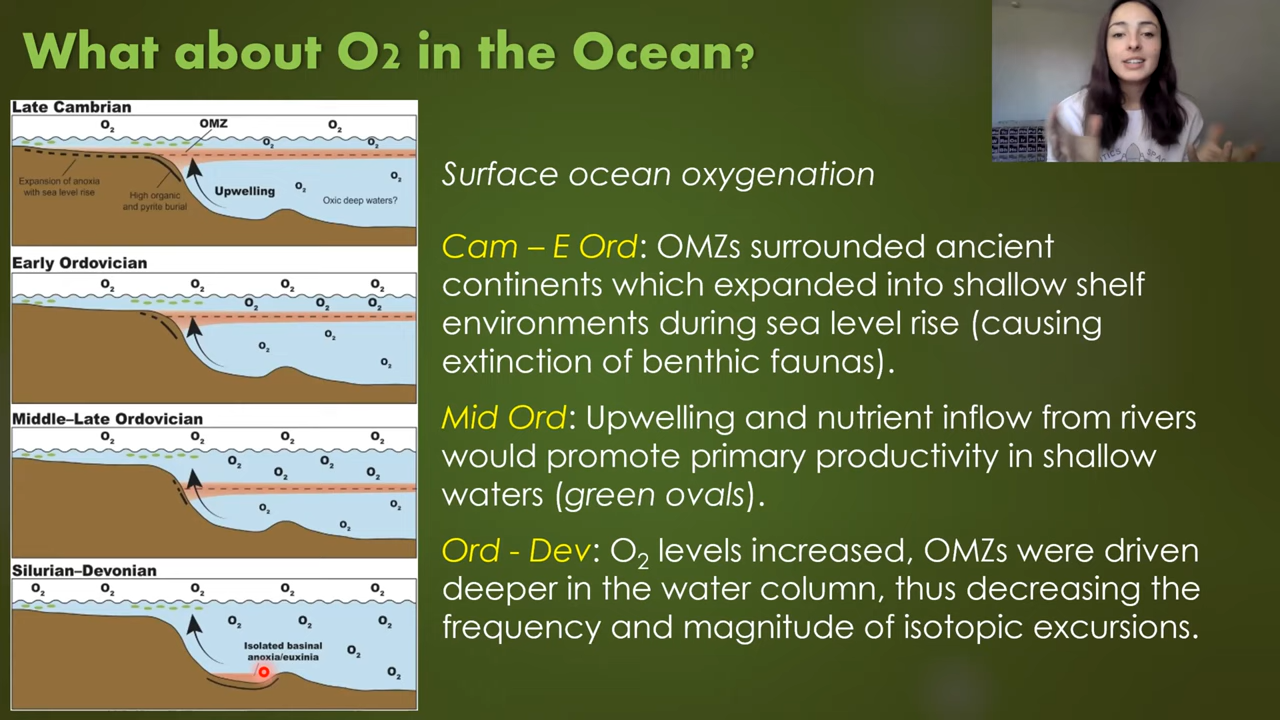 What about O2 in the Ocean?
Late Cambrian
O2
OMZ
O2
O2
O2
Expansion of anoxia
with sea level rise
High organic
and pyrite burial
Upwelling
O2
O2
Oxic deep waters?
Early Ordovician
O2
O2
O2
O2
O2
O2
O2
O2
O2
O2
Middle–Late Ordovician
O2
O2
O2
O2
O2
O2
O2
O2
O2
O2
Silurian–Devonian
O2
O2
O2
O2
O2
O2
O2
O2
Isolated basinal
anoxia/euxinia
O2
O2
Surface ocean oxygenation
Cam – E Ord: OMZs surrounded ancient
continents which expanded into shallow shelf
environments during sea level rise (causing
extinction of benthic faunas).
Mid Ord: Upwelling and nutrient inflow from rivers
would promote primary productivity in shallow
waters (green ovals).
Ord - Dev: O2 levels increased, OMZs were driven
deeper in the water column, thus decreasing the
frequency and magnitude of isotopic excursions.